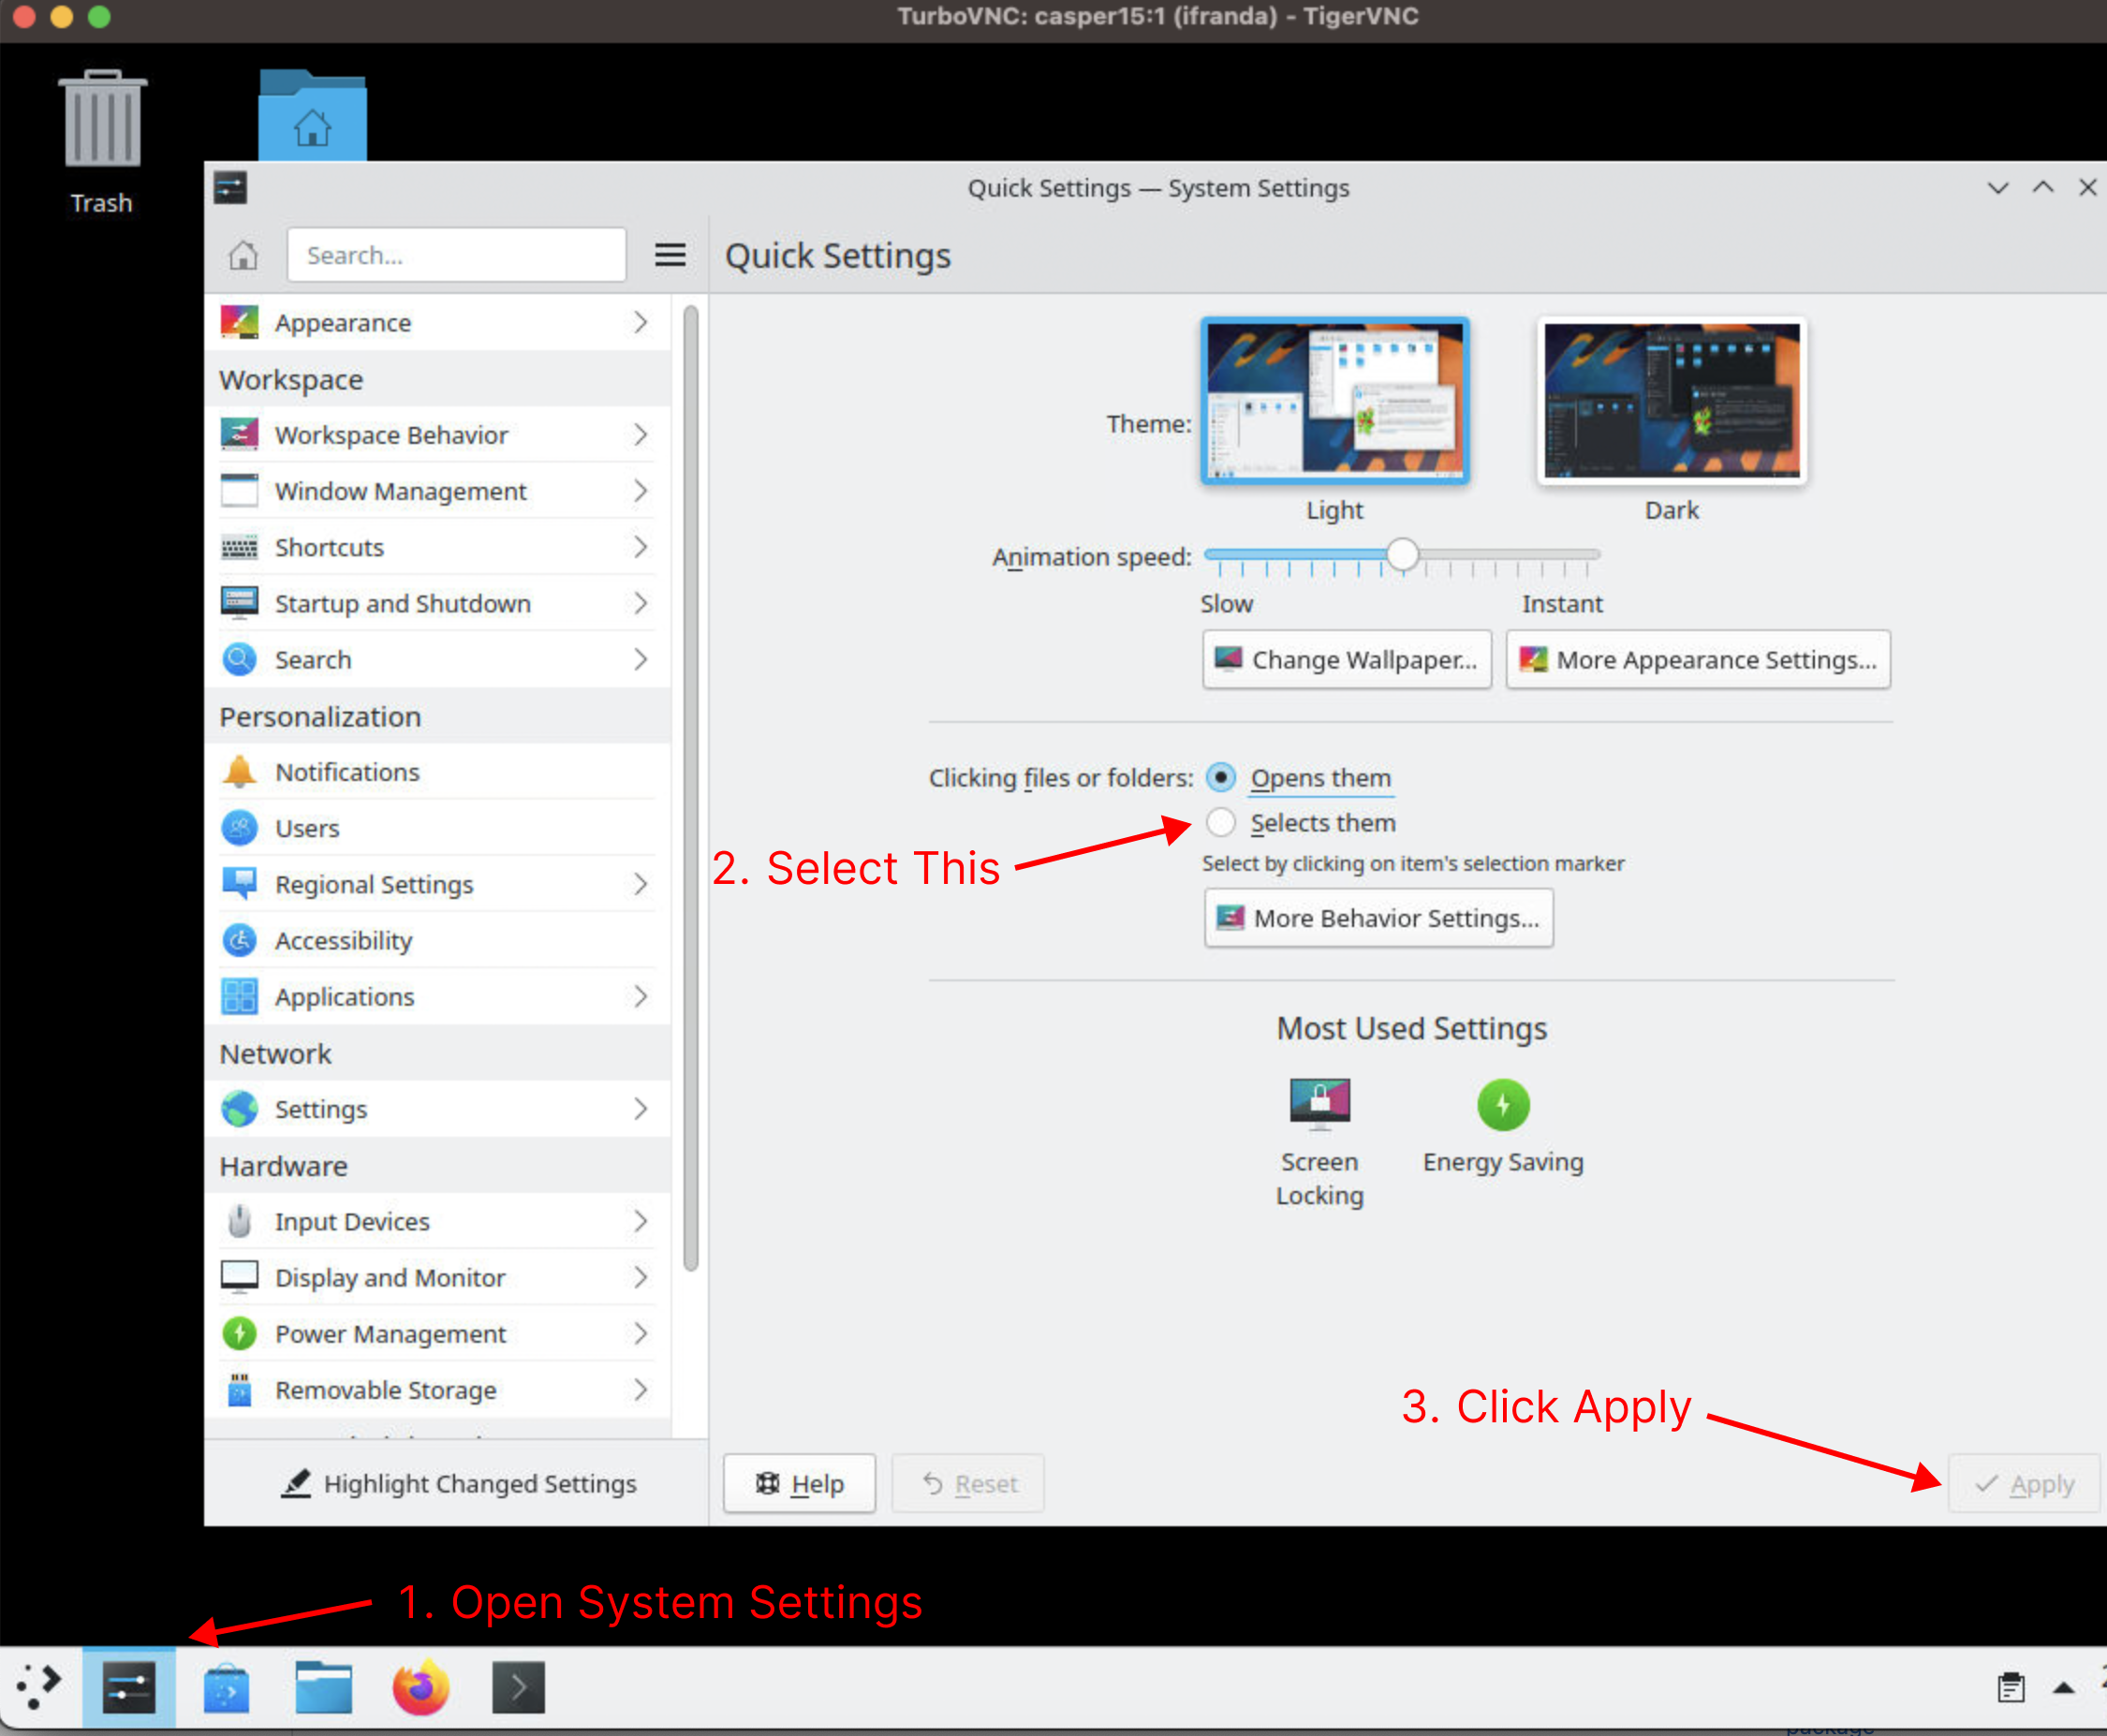 TurboVNC: casper15:1 (ifranda) - TigerVNC
Trash
Quick Settings — System Settings
Search...
Quick Settings
Appearance
Workspace
Workspace Behavior
Window Management
Shortcuts
Startup and Shutdown
Search
Personalization
Notifications
Users
Regional Settings
Accessibility
Applications
Network
Settings
Hardware
Input Devices
Display and Monitor
Power Management
Removable Storage
Highlight Changed Settings
Theme:
Light
Dark
Animation speed:
Slow
Instant
Change Wallpaper...
More Appearance Settings...
Clicking files or folders:
Opens them
Selects them
2. Select This
Select by clicking on item's selection marker
More Behavior Settings...
Most Used Settings
Screen
Locking
Energy Saving
3. Click Apply
Help
Reset
Apply
1. Open System Settings